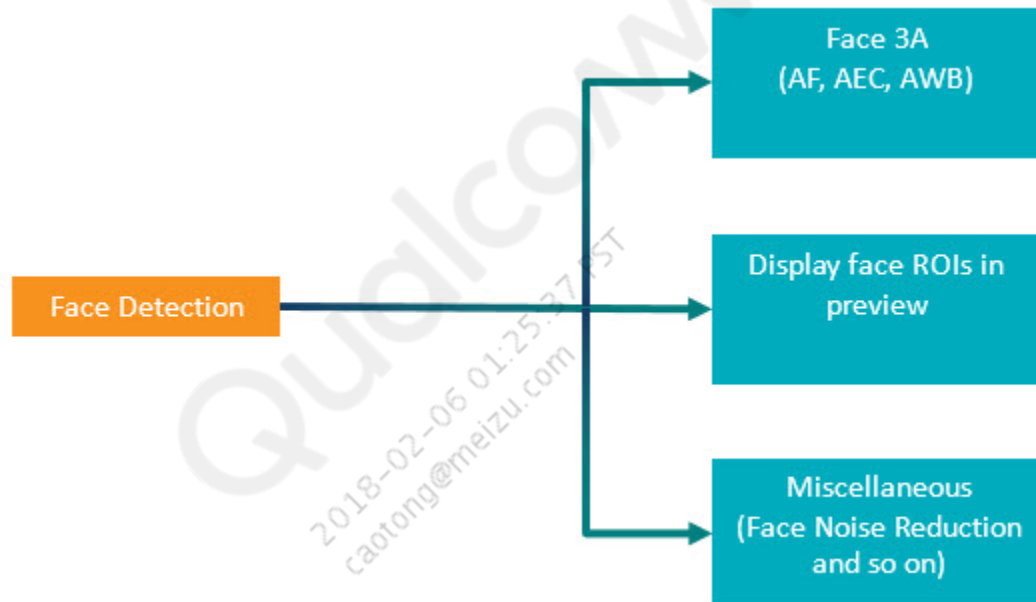 Face 3A
(AF, AEC, AWB)
Face Detection
Display face ROIs in
preview
Miscellaneous
(Face Noise Reduction
and so on)
Qualcom
2018-02-06 01:25:37 PST
caotong@meizu.com